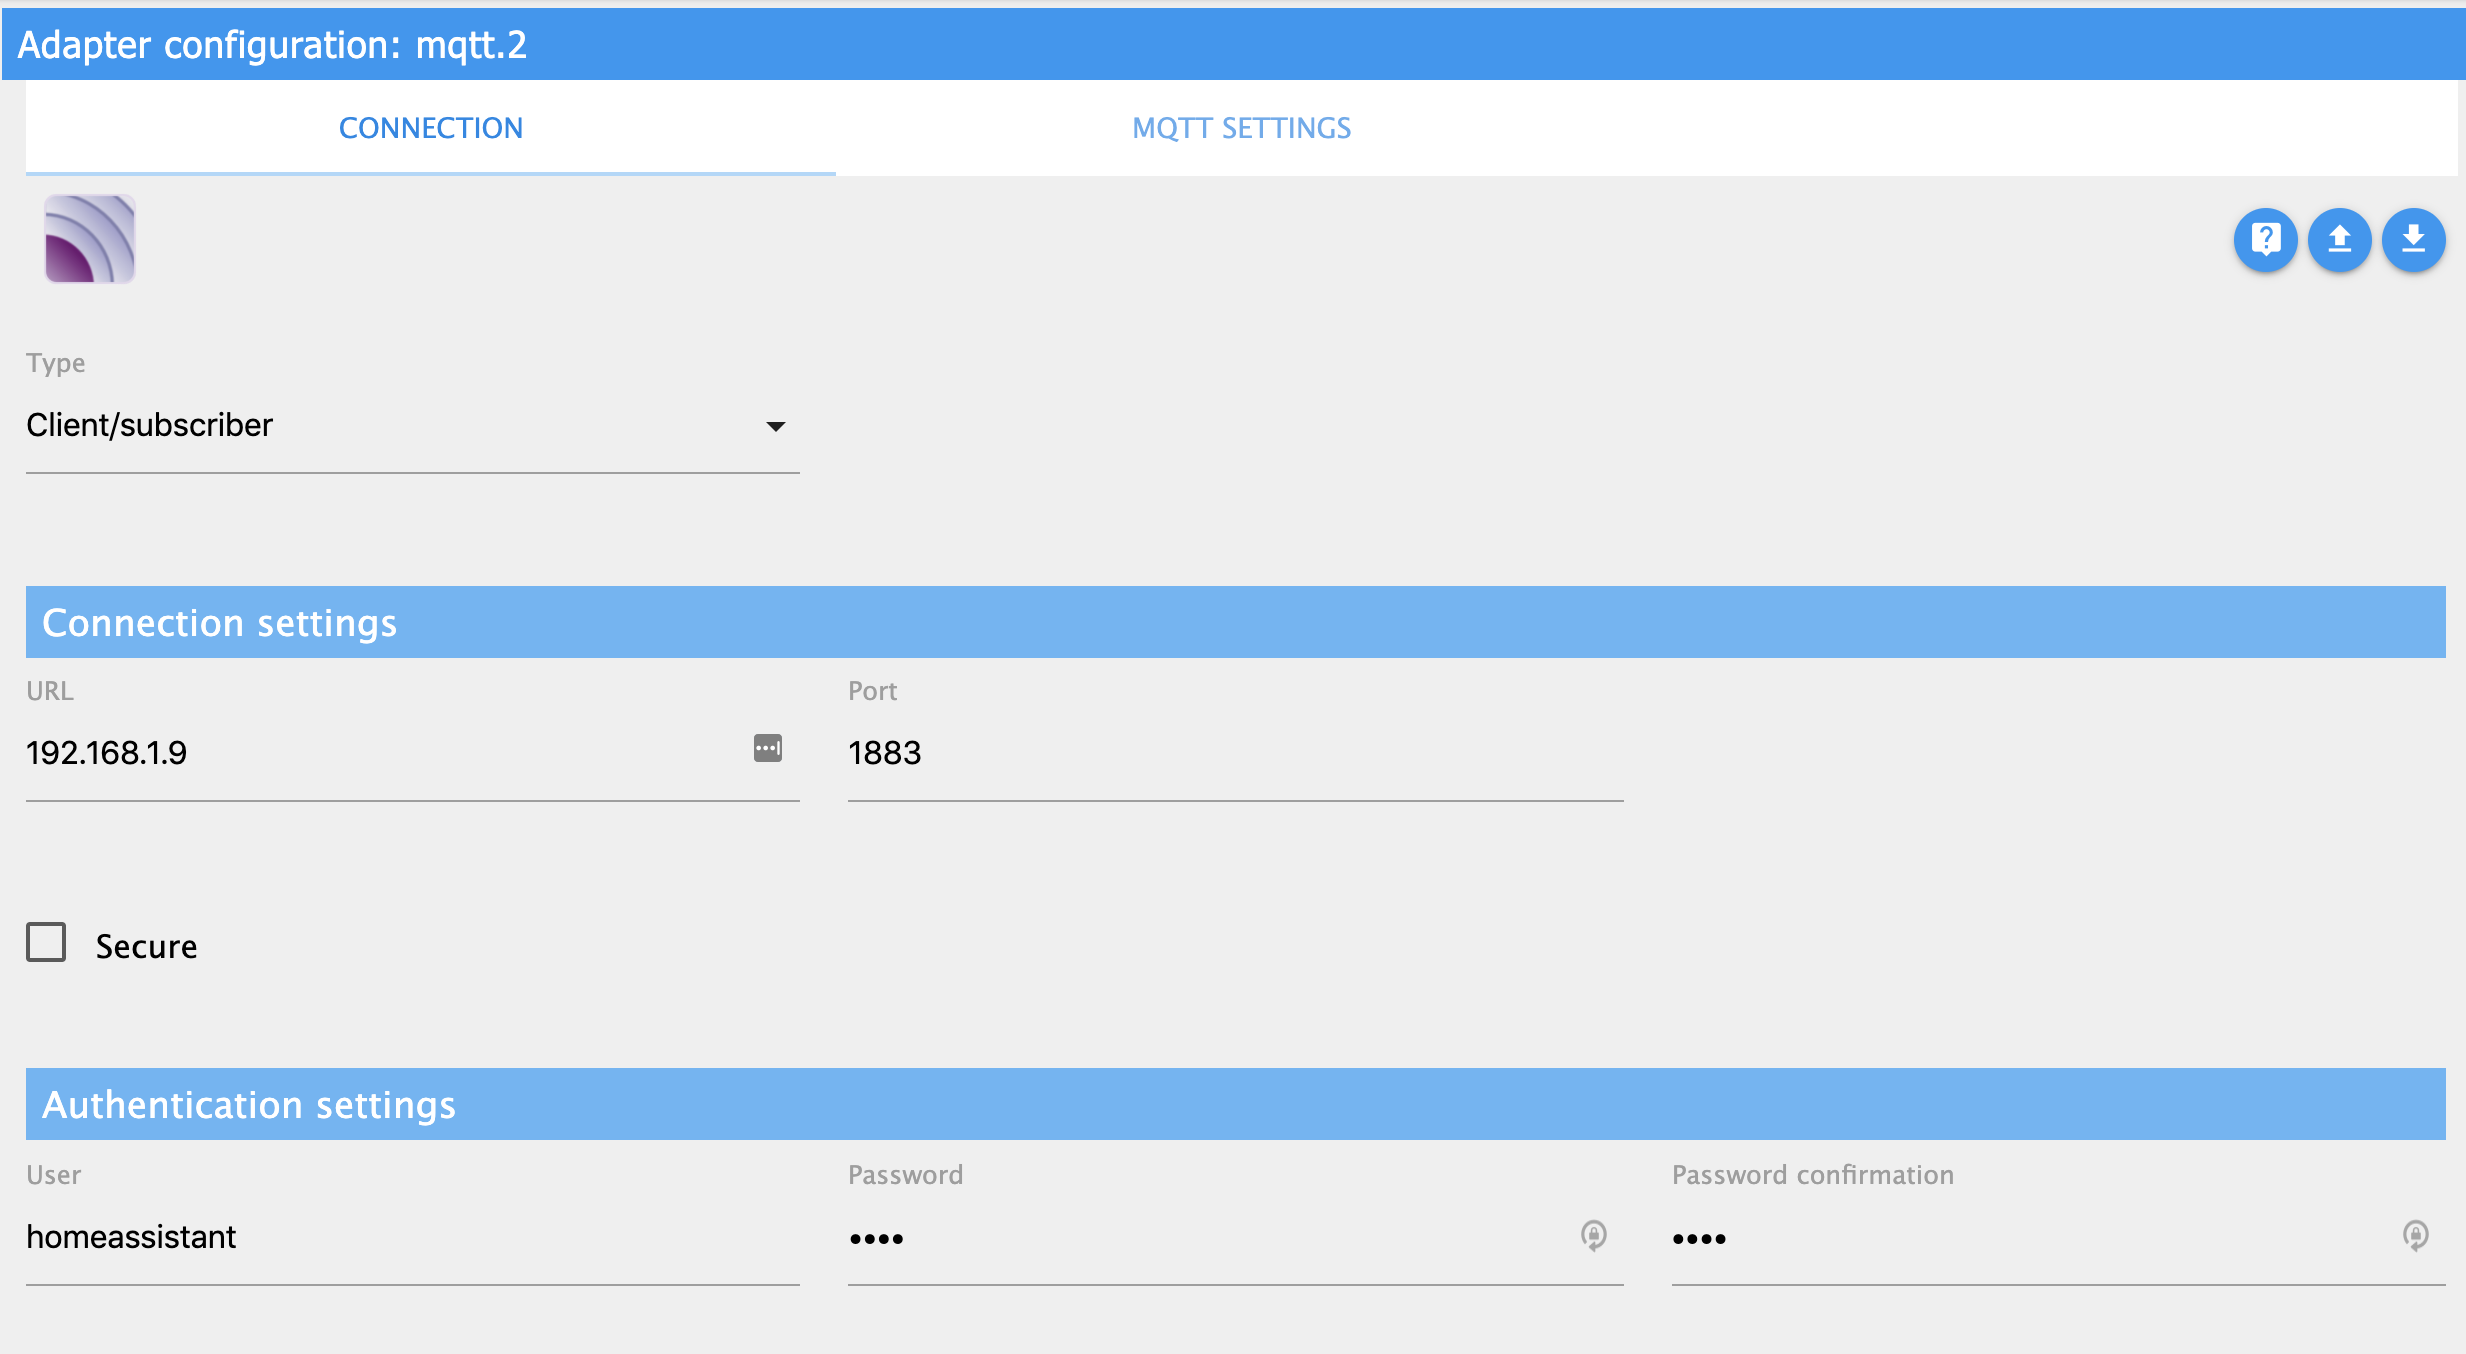 Adapter configuration: mqtt.2
CONNECTION
MQTT SETTINGS
Type
Client/subscriber
Connection settings
URL
Port
192.168.1.9
1883
Secure
Authentication settings
User
Password
Password confirmation
homeassistant
••••
••••